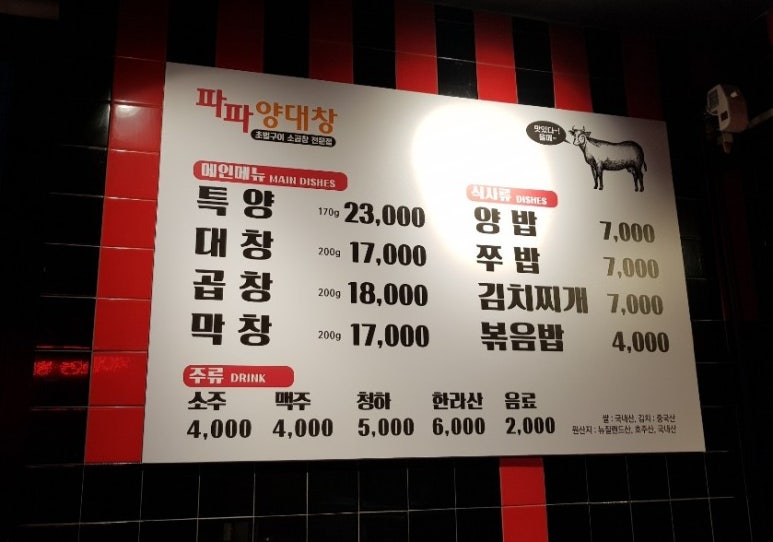 파파양대창
초벌구이 소곱창 전문점
맛있다~!
메인메뉴 MAIN DISHES
특양 170g 23,000
대창 200g 17,000
곱창 200g 18,000
막창 200g 17,000
식사류 DISHES
양밥 7,000
쭈밥 7,000
김치찌개 7,000
볶음밥 4,000
주류 DRINK
소주 맥주 청하 한라산 음료
4,000 4,000 5,000 6,000 2,000
쌀 : 국내산, 김치 : 중국산
원산지 : 뉴질랜드산, 호주산, 국내산